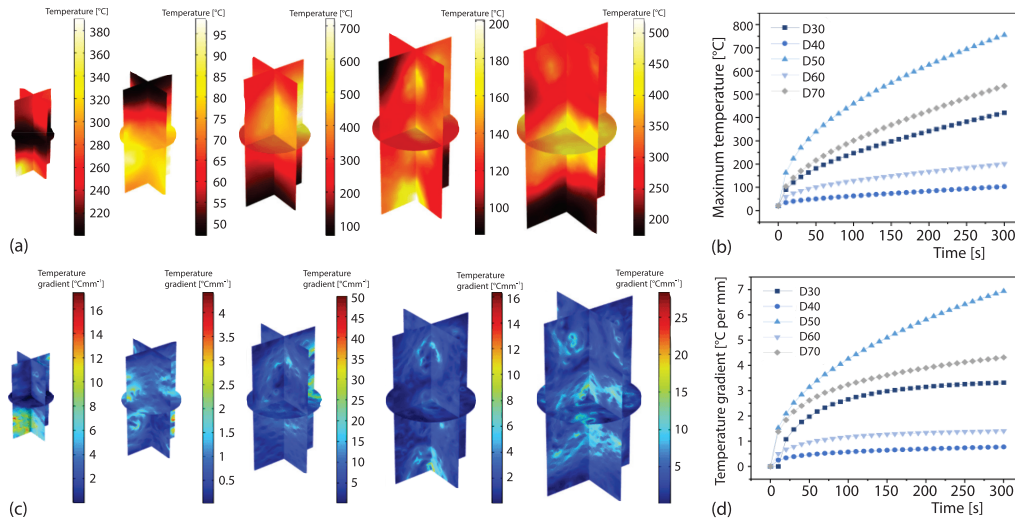 (a)
Temperature [°C]
380
360
340
320
300
280
260
240
220
Temperature [°C]
95
90
85
80
75
70
65
60
55
50
Temperature [°C]
700
600
500
400
300
200
100
Temperature [°C]
200
180
160
140
120
100
Temperature [°C]
500
450
400
350
300
250
200
(b)
Maximum temperature [°C]
800
700
600
500
400
300
200
100
0
D30
D40
D50
D60
D70
0 50 100 150 200 250 300
Time [s]
(c)
Temperature
gradient [°Cmm⁻¹]
16
14
12
10
8
6
4
2
Temperature
gradient [°Cmm⁻¹]
4
3.5
3
2.5
2
1.5
1
0.5
Temperature
gradient [°Cmm⁻¹]
50
45
40
35
30
25
20
15
10
5
Temperature
gradient [°Cmm⁻¹]
16
14
12
10
8
6
4
2
Temperature
gradient [°Cmm⁻¹]
25
20
15
10
5
(d)
Temperature gradient [°C per mm]
7
6
5
4
3
2
1
0
D30
D40
D50
D60
D70
0 50 100 150 200 250 300
Time [s]